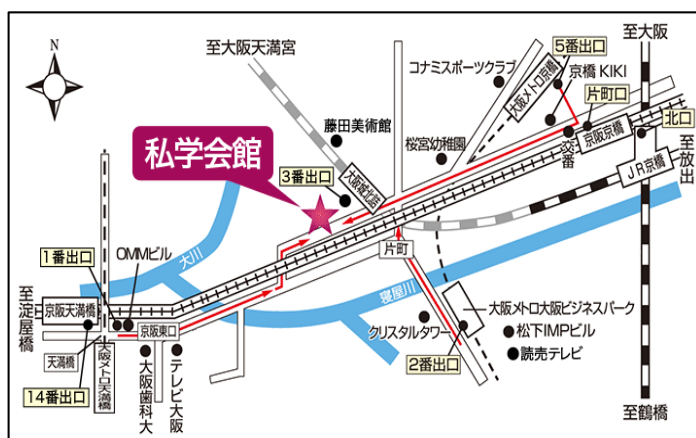 N
至大阪天満宮
コナミスポーツクラブ
5番出口
至大阪
大阪メトロ京橋
京橋 KIKI
片町口
藤田美術館
桜宮幼稚園
交番
京阪京橋
北口
私学会館
3番出口
大阪城北詰
JR京橋
至放出
大川
片町
寝屋川
1番出口
OMMビル
至淀屋橋
京阪天満橋
京阪東口
天満橋
大阪メトロ天満橋
14番出口
大阪歯科大
テレビ大阪
クリスタルタワー
2番出口
大阪メトロ大阪ビジネスパーク
松下IMPビル
読売テレビ
至鶴橋